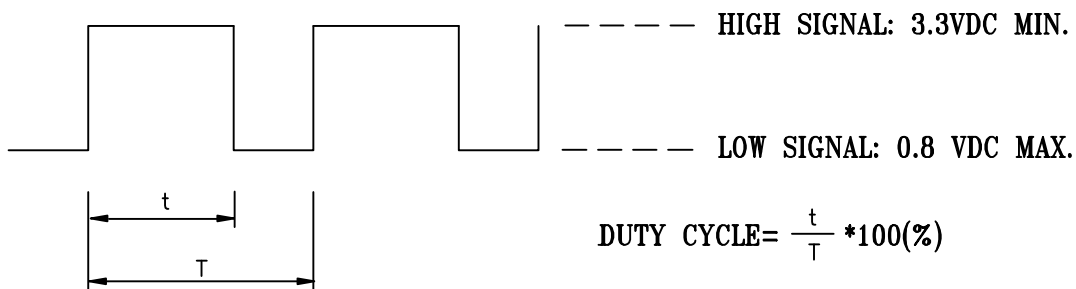 HIGH SIGNAL: 3.3VDC MIN.
LOW SIGNAL: 0.8 VDC MAX.
t
T
DUTY CYCLE= t/T *100(%)